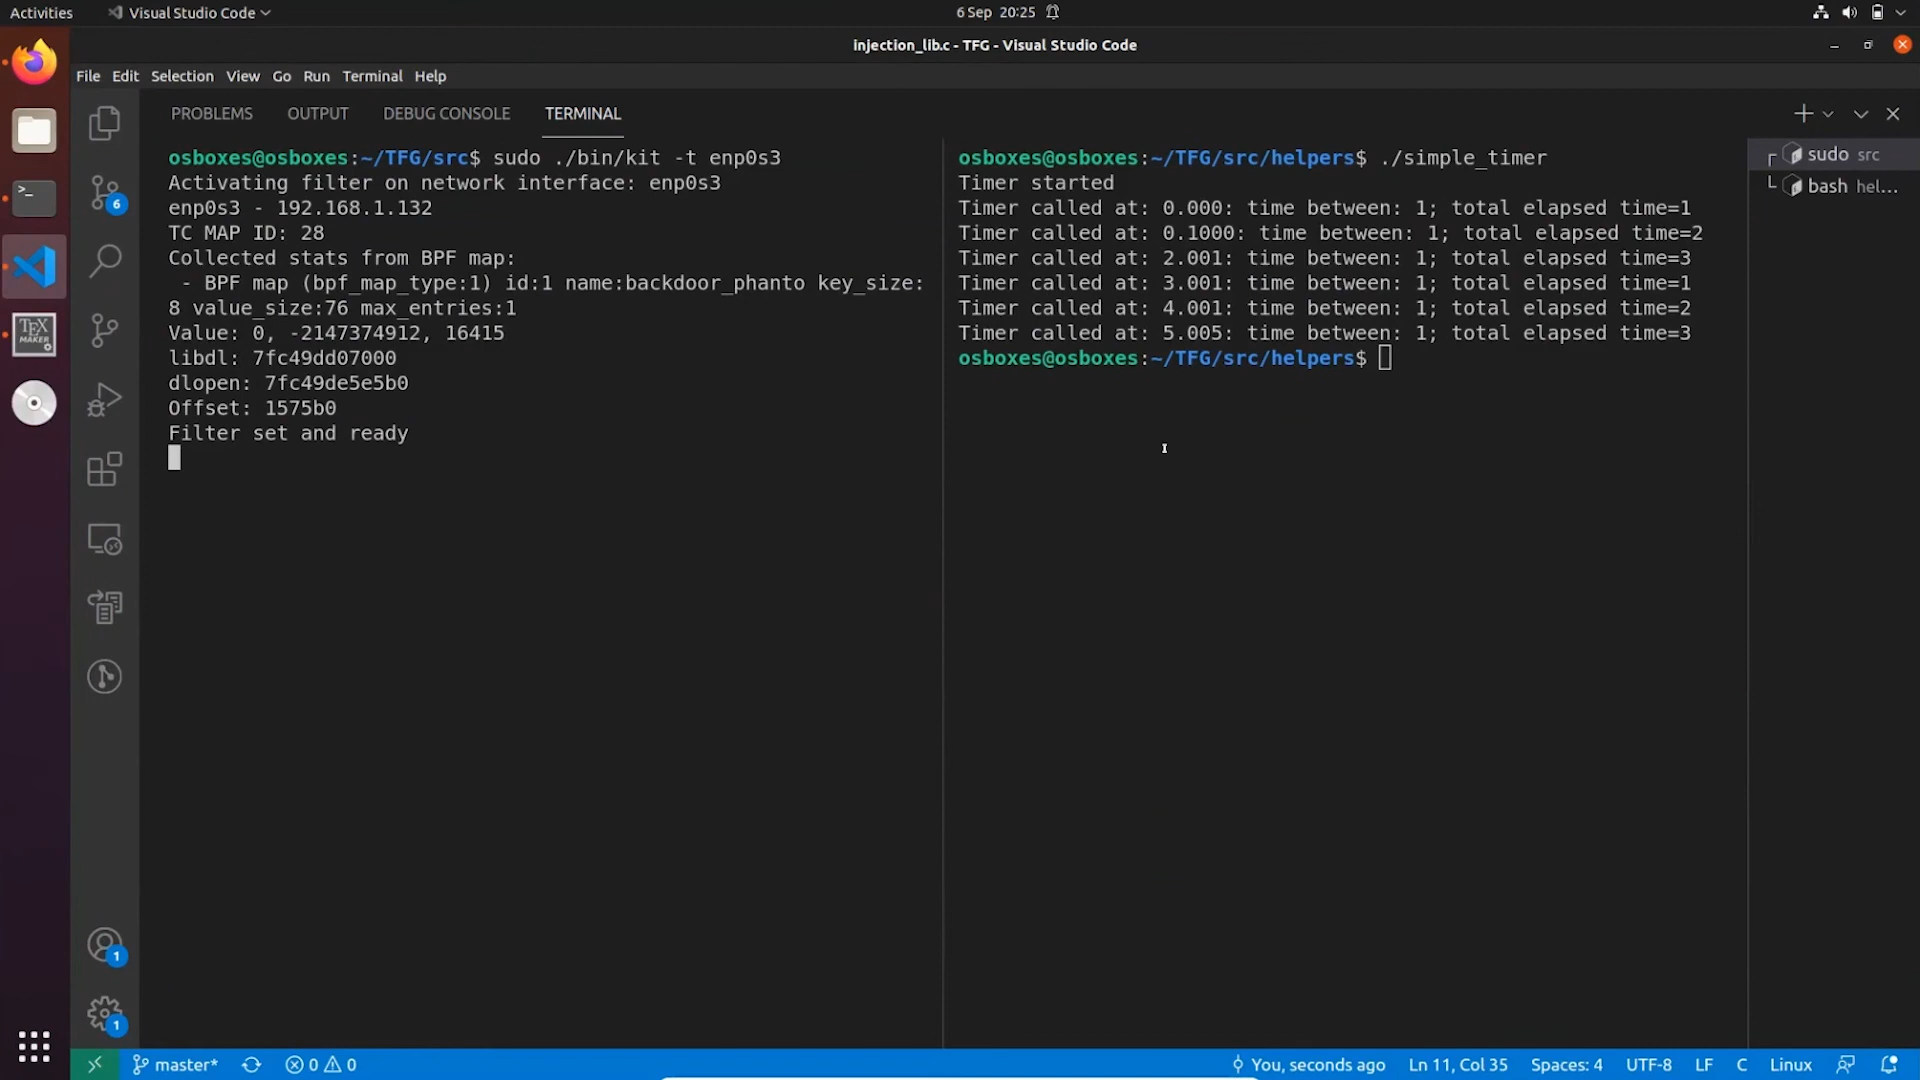 Activities
Visual Studio Code
6 Sep 20:25
injection_lib.c - TFG - Visual Studio Code
File Edit Selection View Go Run Terminal Help
PROBLEMS OUTPUT DEBUG CONSOLE TERMINAL
osboxes@osboxes:~/TFG/src$ sudo ./bin/kit -t enp0s3
Activating filter on network interface: enp0s3
enp0s3 - 192.168.1.132
TC MAP ID: 28
Collected stats from BPF map:
- BPF map (bpf_map_type:1) id:1 name:backdoor_phanto key_size:
8 value_size:76 max_entries:1
Value: 0, -2147374912, 16415
libdl: 7fc49dd07000
dlopen: 7fc49de5e5b0
Offset: 1575b0
Filter set and ready
osboxes@osboxes:~/TFG/src/helpers$ ./simple_timer
Timer started
Timer called at: 0.000: time between: 1; total elapsed time=1
Timer called at: 0.1000: time between: 1; total elapsed time=2
Timer called at: 2.001: time between: 1; total elapsed time=3
Timer called at: 3.001: time between: 1; total elapsed time=1
Timer called at: 4.001: time between: 1; total elapsed time=2
Timer called at: 5.005: time between: 1; total elapsed time=3
osboxes@osboxes:~/TFG/src/helpers$
sudo src
bash hel...
6
TEX
MAKER
1
1
master* 0 0 You, seconds ago Ln 11, Col 35 Spaces: 4 UTF-8 LF C Linux